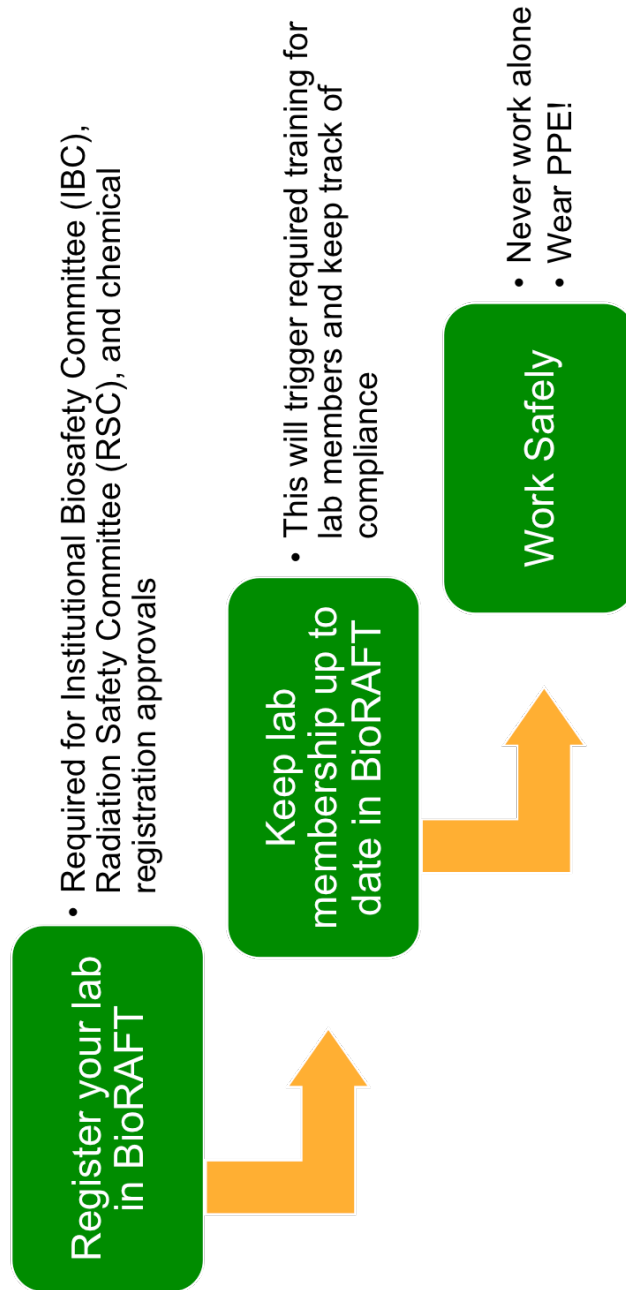 Register your lab
in BioRAFT
• Required for Institutional Biosafety Committee (IBC),
Radiation Safety Committee (RSC), and chemical
registration approvals
Keep lab
membership up to
date in BioRAFT
• This will trigger required training for
lab members and keep track of
compliance
Work Safely
• Never work alone
• Wear PPE!